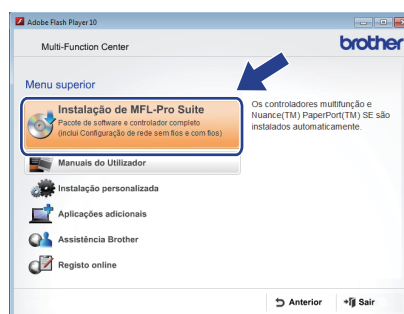 Adobe Flash Player 10
Multi-Function Center
brother
Menu superior
Instalação de MFL-Pro Suite
Pacote de software e controlador completo
(inclui Configuração de rede sem fios e com fios)
Os controladores multifunção e
Nuance(TM) PaperPort(TM) SE são
instalados automaticamente.
Manuais do Utilizador
Instalação personalizada
Aplicações adicionais
Assistência Brother
Registo online
Anterior
Sair